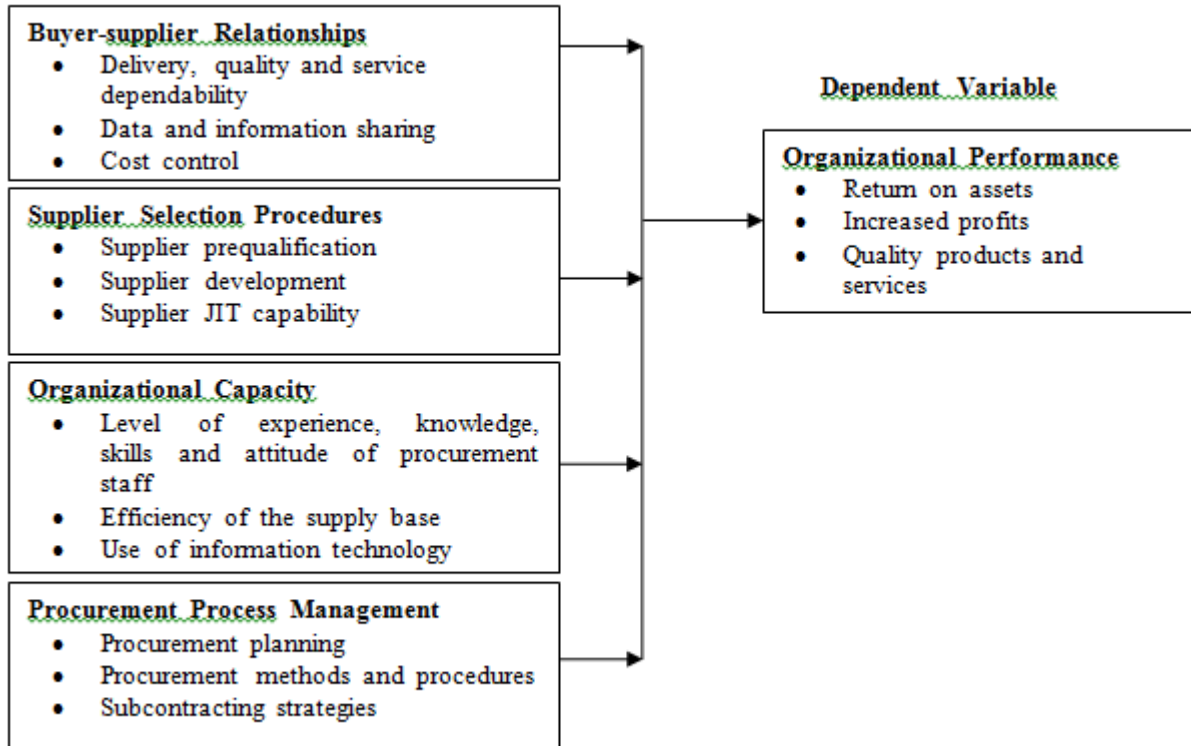 Buyer-supplier Relationships
• Delivery, quality and service
dependability
• Data and information sharing
• Cost control
Supplier Selection Procedures
• Supplier prequalification
• Supplier development
• Supplier JIT capability
Organizational Capacity
• Level of experience, knowledge,
skills and attitude of procurement
staff
• Efficiency of the supply base
• Use of information technology
Procurement Process Management
• Procurement planning
• Procurement methods and procedures
• Subcontracting strategies
Dependent Variable
Organizational Performance
• Return on assets
• Increased profits
• Quality products and
services